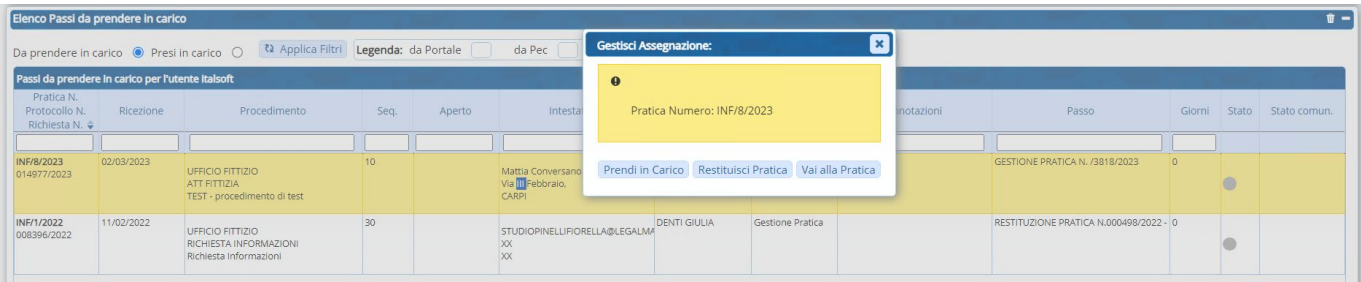 Elenco Passi da prendere in carico
Da prendere in carico Presi in carico Applica Filtri Legenda: da Portale da Pec
Gestisci Assegnazione:
Pratica Numero: INF/8/2023
Prendi in Carico Restituisci Pratica Vai alla Pratica
Passi da prendere in carico per l'utente italsoft
Pratica N.
Protocollo N.
Richiesta N.
Ricezione Procedimento Seq. Aperto Passo Giorni Stato Stato comun.
INF/8/2023
014977/2023
02/03/2023
UFFICIO FITTIZIO
ATT FITTIZIA
TEST - procedimento di test
10
Mattia Conversano
Via III Febbraio,
CARPI
GESTIONE PRATICA N. /3818/2023
0
INF/1/2022
008396/2022
11/02/2022
UFFICIO FITTIZIO
RICHIESTA INFORMAZIONI
Richiesta Informazioni
30
STUDIOPINELLIFIORELLA@LEGALMA
XX
XX
DENTI GIULIA
Gestione Pratica
RESTITUZIONE PRATICA N.000498/2022 -
0